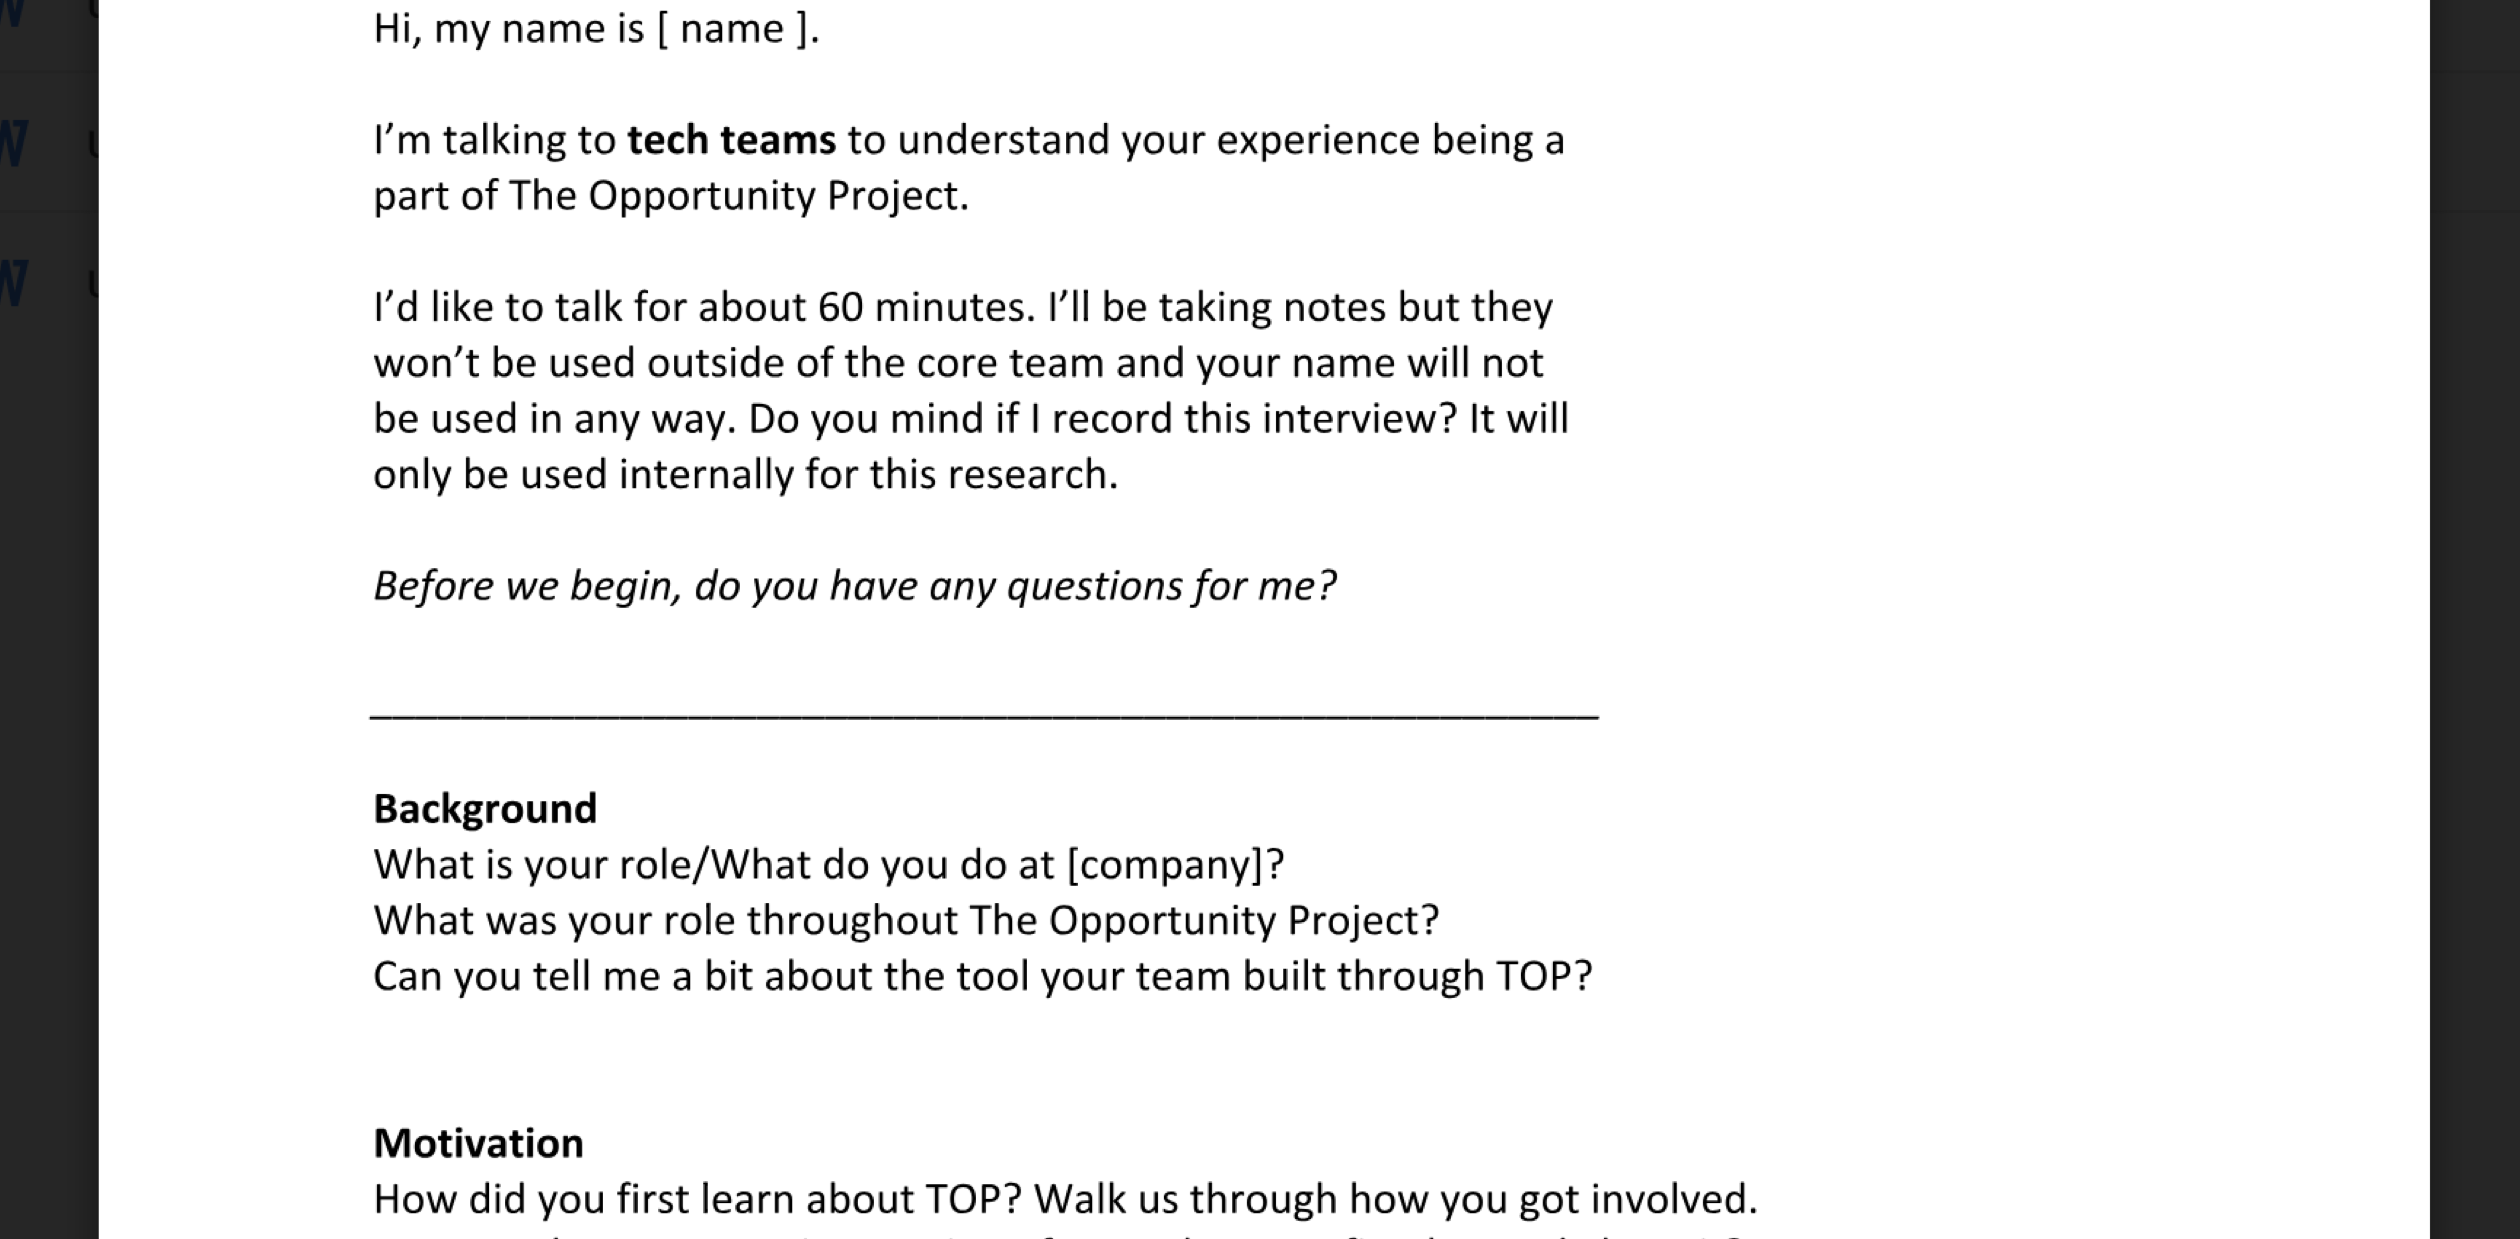 Hi, my name is [ name ].
I’m talking to tech teams to understand your experience being a
part of The Opportunity Project.
I’d like to talk for about 60 minutes. I’ll be taking notes but they
won’t be used outside of the core team and your name will not
be used in any way. Do you mind if I record this interview? It will
only be used internally for this research.
Before we begin, do you have any questions for me?
Background
What is your role/What do you do at [company]?
What was your role throughout The Opportunity Project?
Can you tell me a bit about the tool your team built through TOP?
Motivation
How did you first learn about TOP? Walk us through how you got involved.